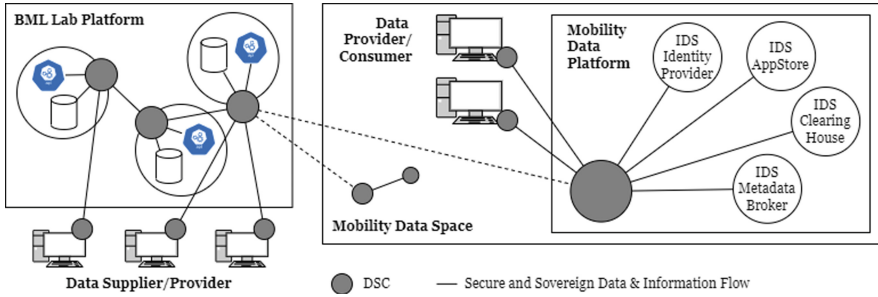 BML Lab Platform
Data
Provider/
Consumer
Mobility
Data
Platform
IDS
Identity
Provider
IDS
AppStore
IDS
Clearing
House
IDS
Metadata
Broker
Mobility Data Space
Data Supplier/Provider
DSC
Secure and Sovereign Data & Information Flow